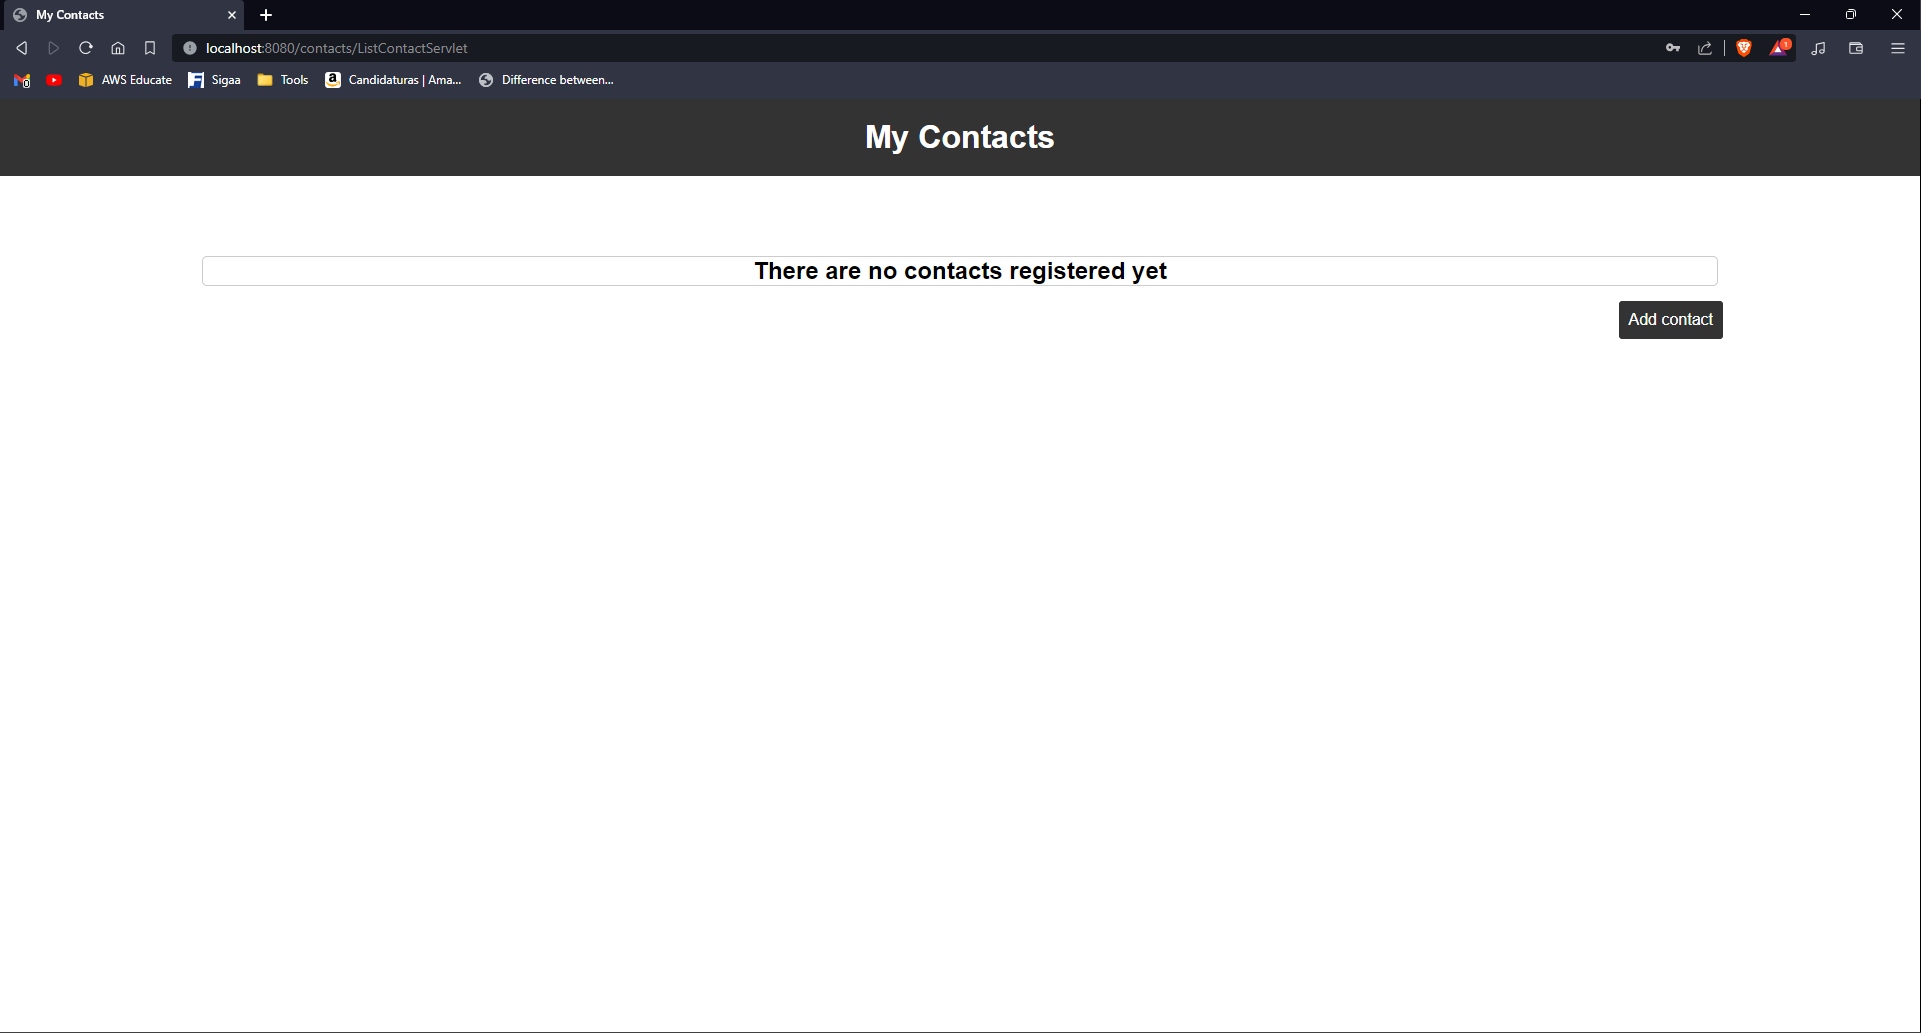 My Contacts
localhost:8080/contacts/ListContactServlet
1
AWS Educate
Sigaa
Tools
Candidaturas | Ama...
Difference between...
My Contacts
There are no contacts registered yet
Add contact